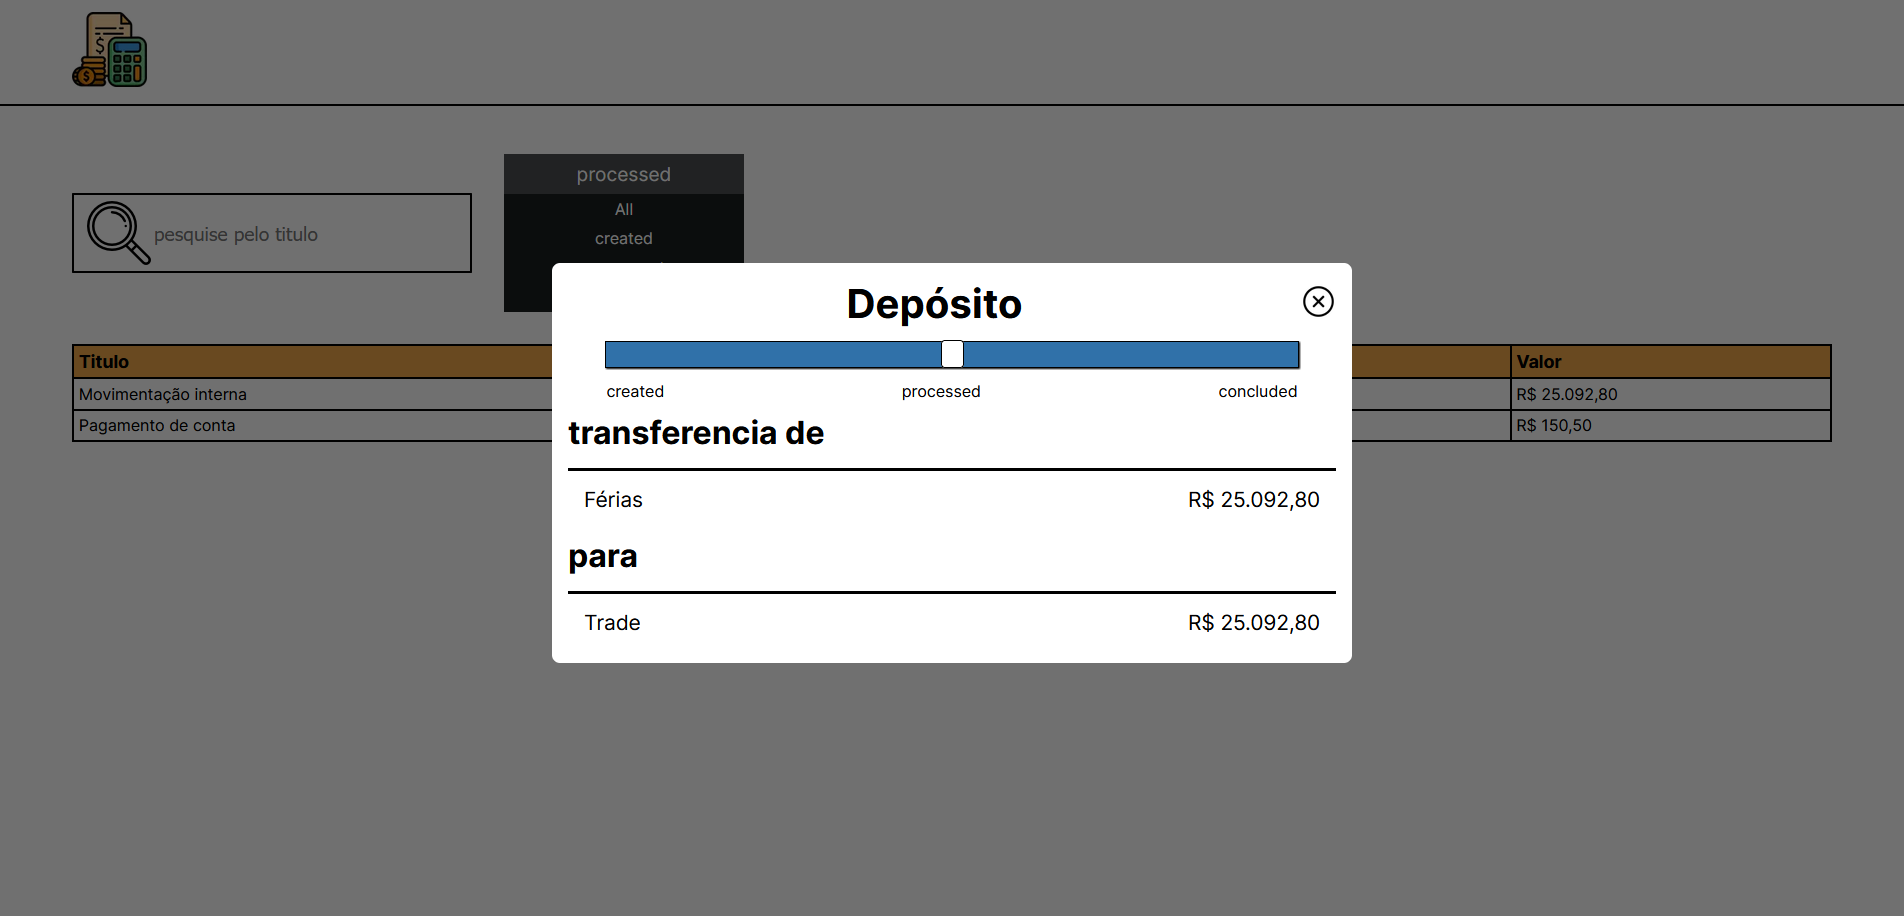 processed
All
created
pesquise pelo titulo
Depósito
created processed concluded
transferencia de
Férias R$ 25.092,80
para
Trade R$ 25.092,80
Titulo Valor
Movimentação interna R$ 25.092,80
Pagamento de conta R$ 150,50